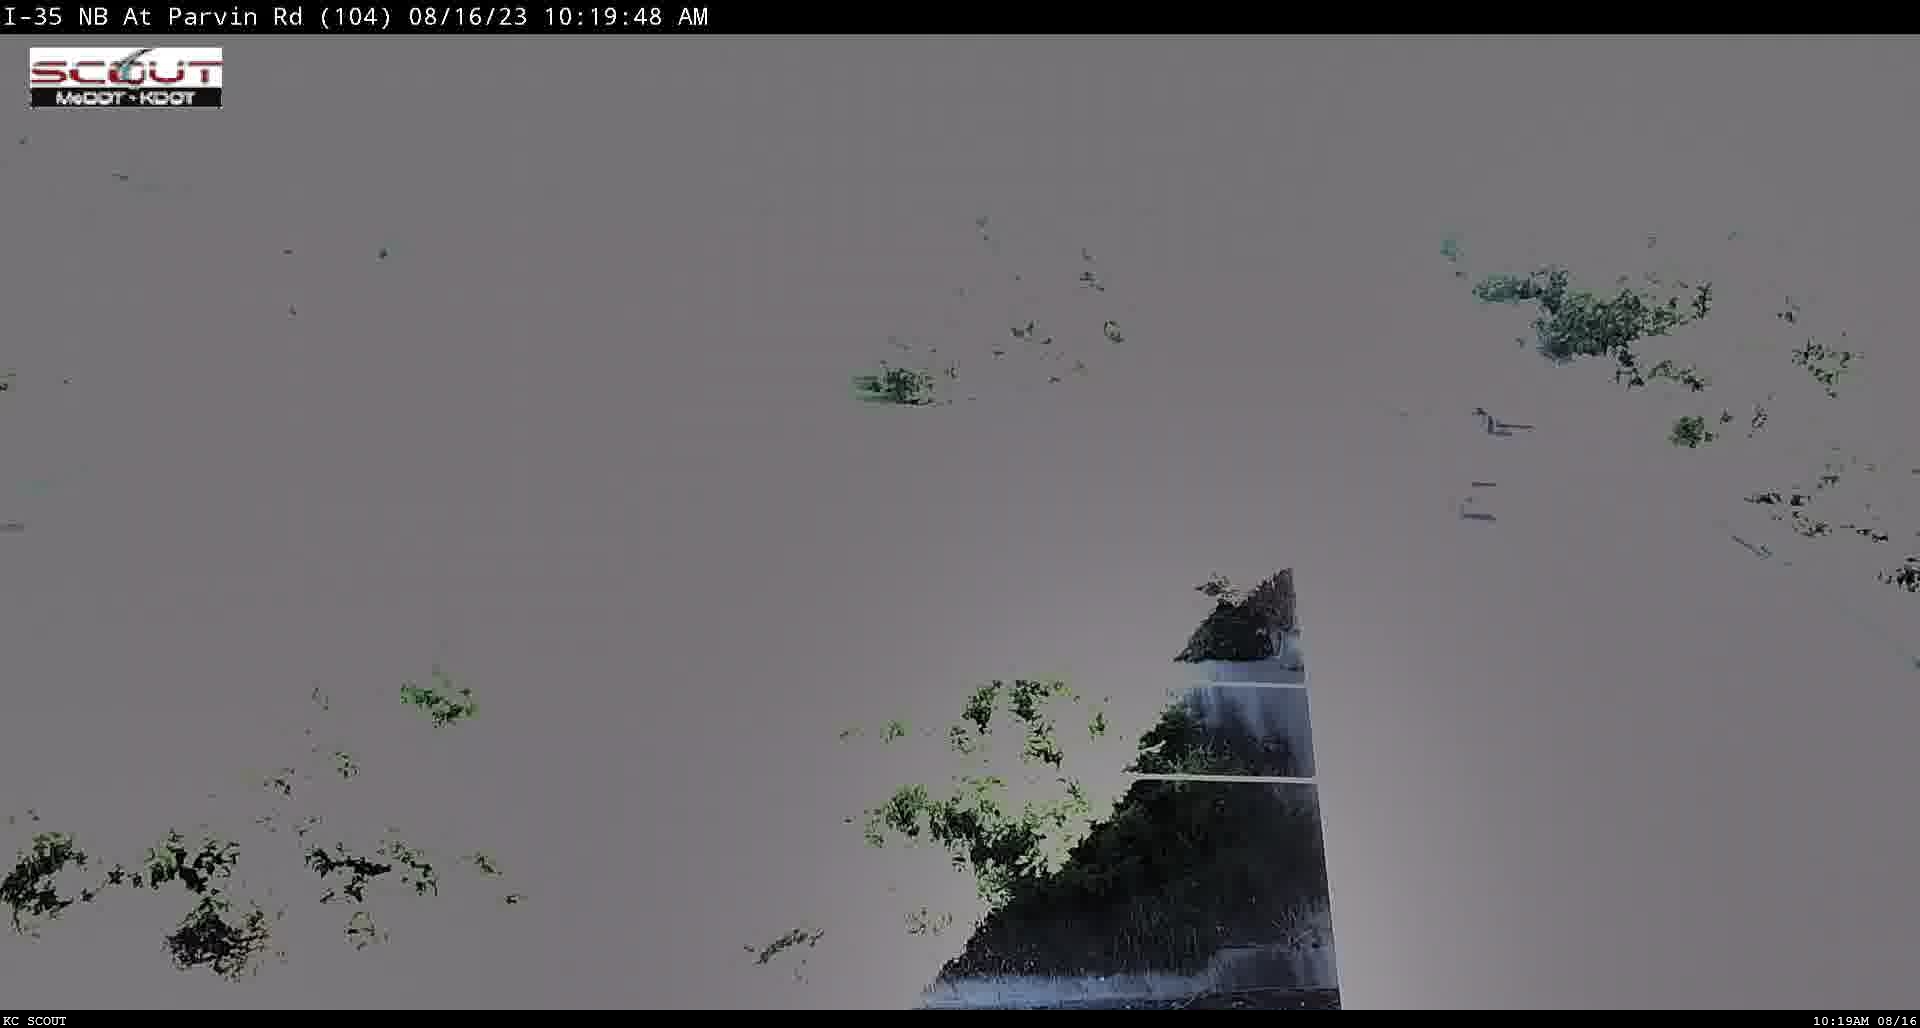 I-35 NB At Parvin Rd (104) 08/16/23 10:19:48 AM
SCOUT
MoDOT - KDOT
KC SCOUT
10:19AM 08/16